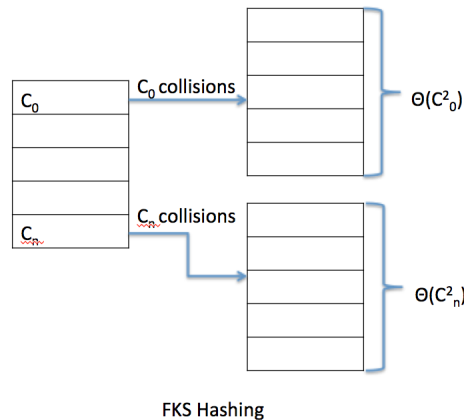 C₀ collisions
C₀
Θ(C²₀)
Cₙ collisions
Cₙ
Θ(C²ₙ)
FKS Hashing